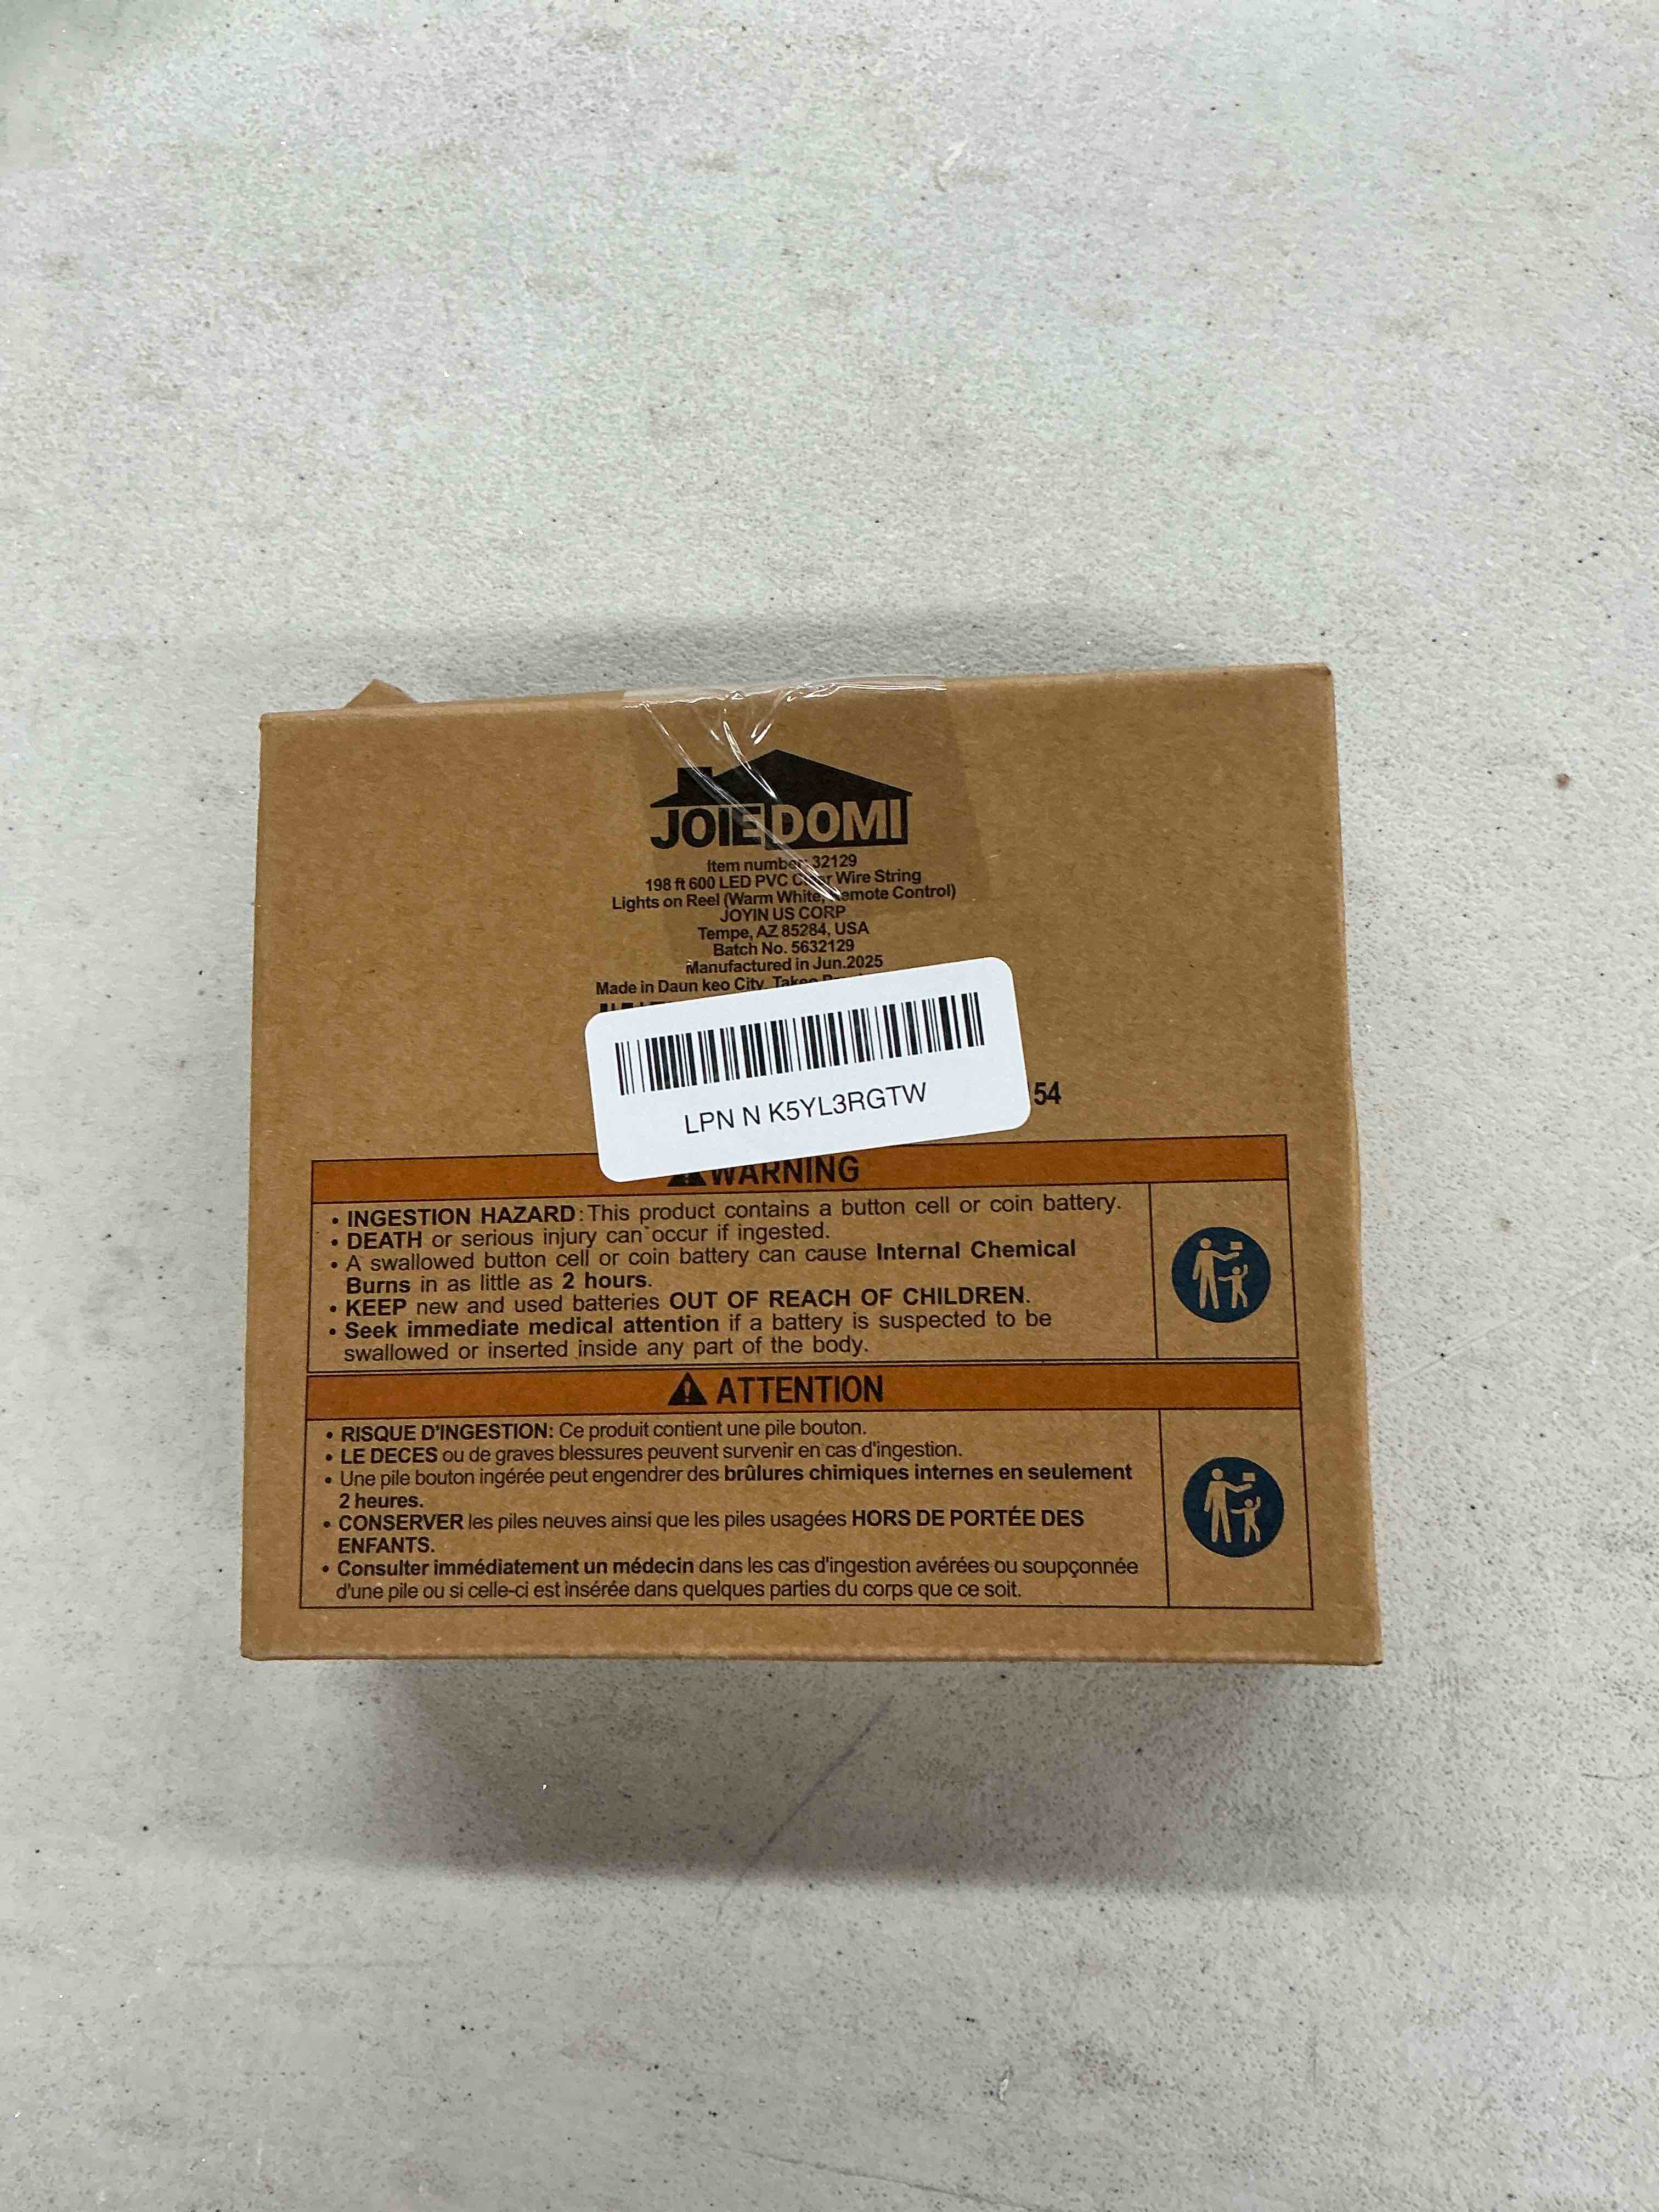 JOIEDOMI
Item number: 32129
198 ft 600 LED PVC Clear Wire String
Lights on Reel (Warm White, Remote Control)
JOYIN US CORP
Tempe, AZ 85284, USA
Batch No. 5632129
Manufactured in Jun.2025
Made in Daun keo City, Takeo
LPN N K5YL3RGTW
54
WARNING
• INGESTION HAZARD: This product contains a button cell or coin battery.
• DEATH or serious injury can occur if ingested.
• A swallowed button cell or coin battery can cause Internal Chemical
Burns in as little as 2 hours.
• KEEP new and used batteries OUT OF REACH OF CHILDREN.
• Seek immediate medical attention if a battery is suspected to be
swallowed or inserted inside any part of the body.
ATTENTION
• RISQUE D'INGESTION: Ce produit contient une pile bouton.
• LE DECES ou de graves blessures peuvent survenir en cas d'ingestion.
• Une pile bouton ingérée peut engendrer des brûlures chimiques internes en seulement
2 heures.
• CONSERVER les piles neuves ainsi que les piles usagées HORS DE PORTÉE DES
ENFANTS.
• Consulter immédiatement un médecin dans les cas d'ingestion avérées ou soupçonnée
d'une pile ou si celle-ci est insérée dans quelques parties du corps que ce soit.